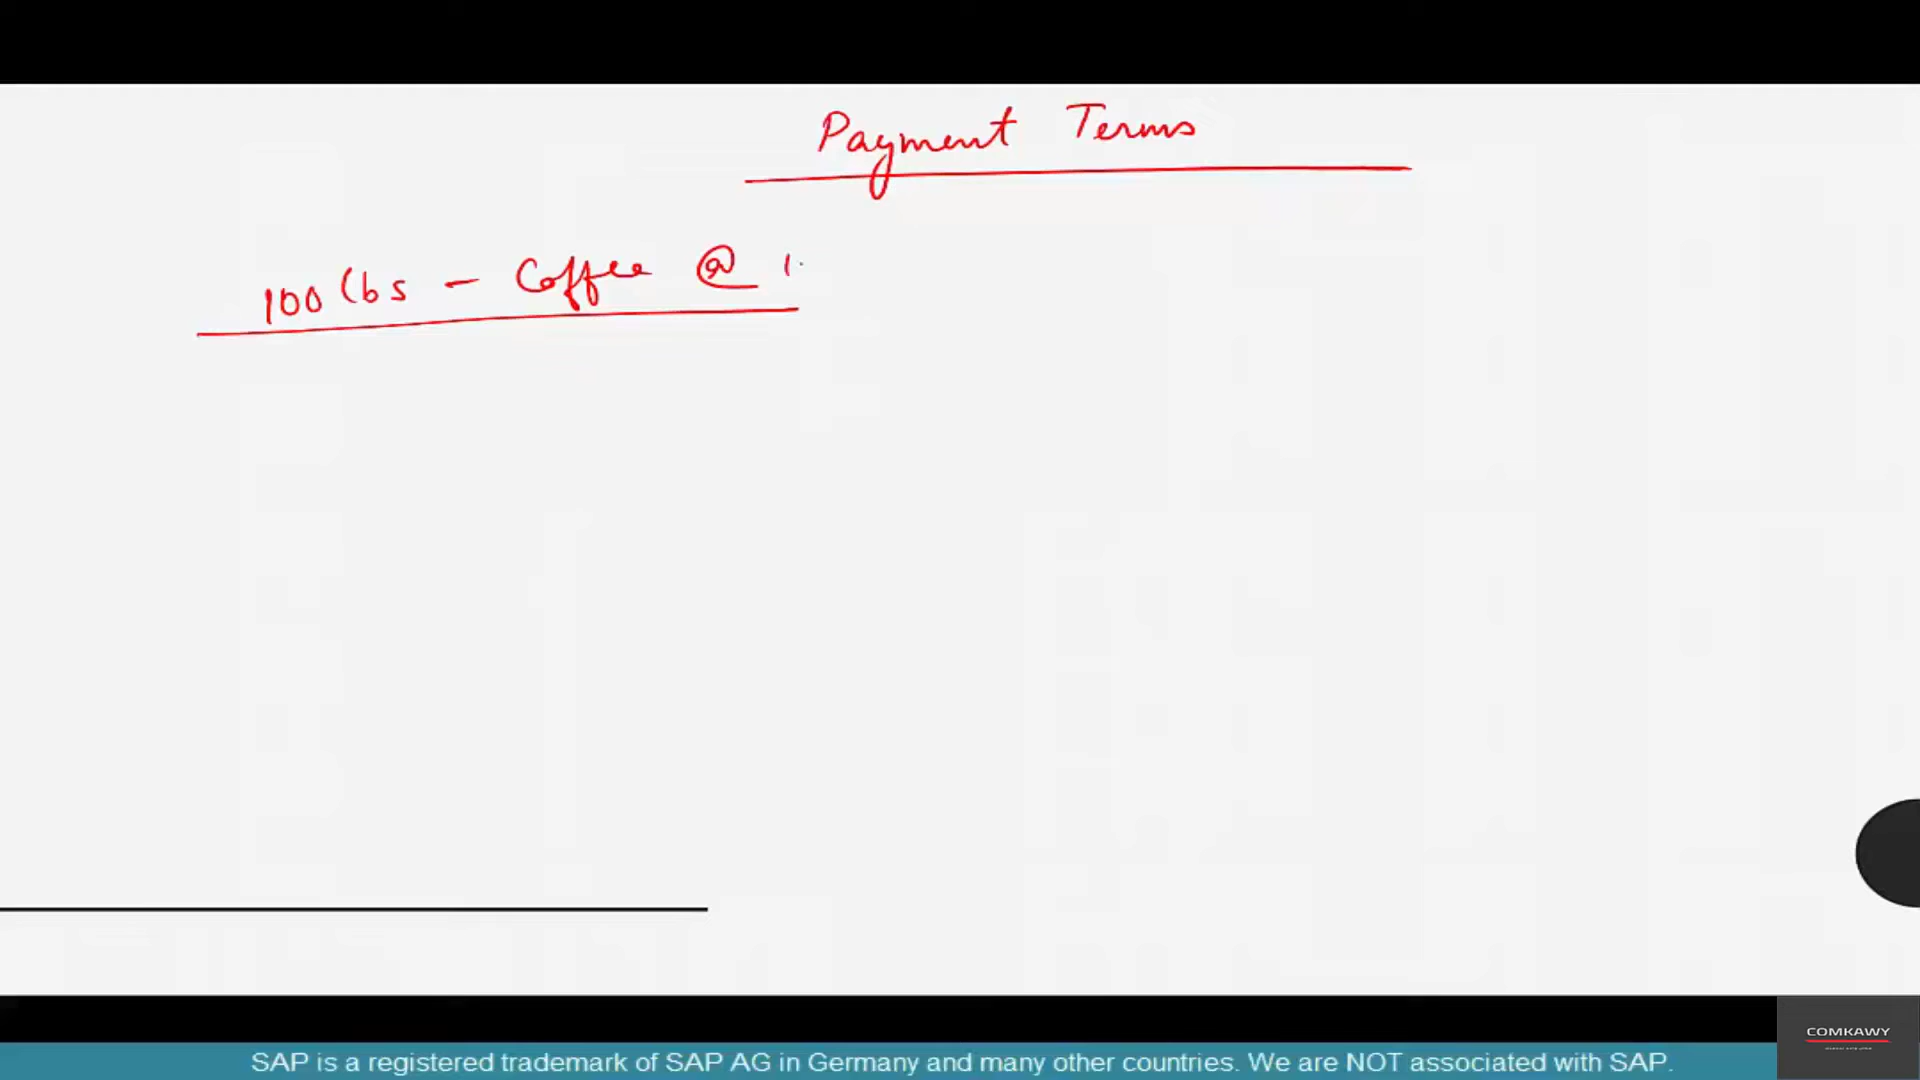 Payment Terms
100 lbs - Coffee @ 1
COMKAWY
SAP is a registered trademark of SAP AG in Germany and many other countries. We are NOT associated with SAP.